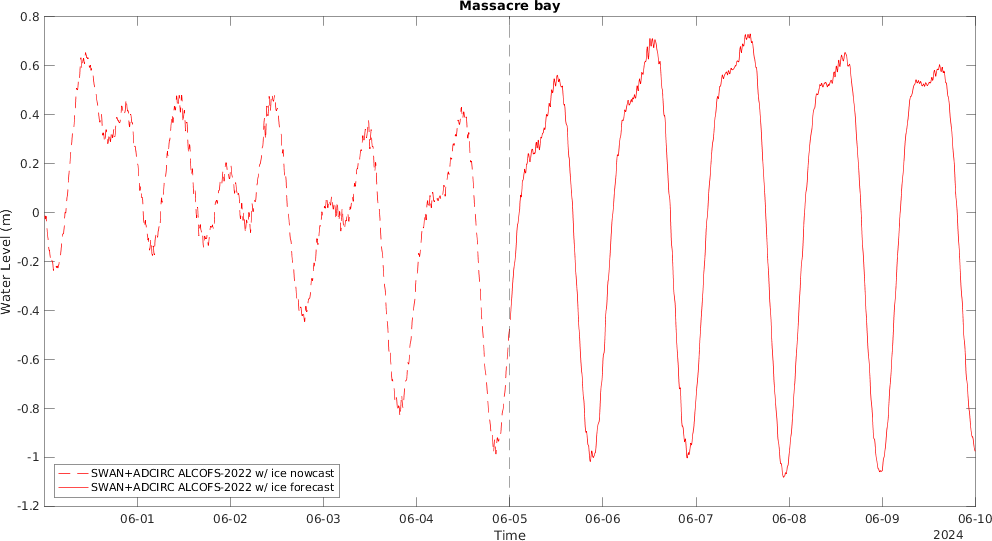 Massacre bay
0.8
0.6
0.4
0.2
0
-0.2
-0.4
-0.6
-0.8
-1
-1.2
Water Level (m)
SWAN+ADCIRC ALCOFS-2022 w/ ice nowcast
SWAN+ADCIRC ALCOFS-2022 w/ ice forecast
06-01 06-02 06-03 06-04 06-05 06-06 06-07 06-08 06-09 06-10
Time
2024